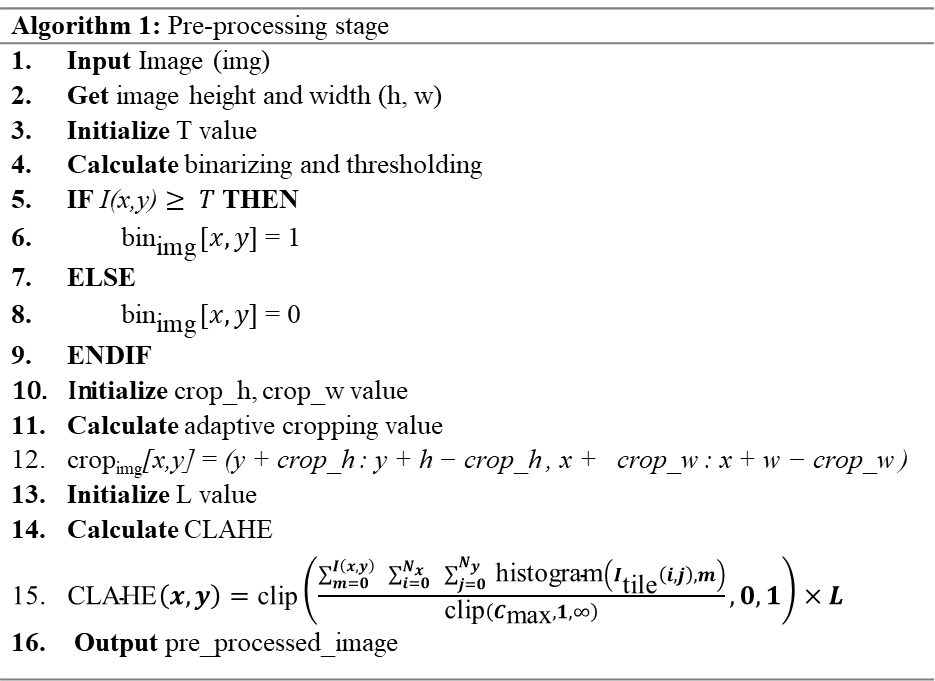 Algorithm 1: Pre-processing stage
1. Input Image (img)
2. Get image height and width (h, w)
3. Initialize T value
4. Calculate binarizing and thresholding
5. IF I(x,y) ≥ T THEN
6. bin_img[x, y] = 1
7. ELSE
8. bin_img[x, y] = 0
9. ENDIF
10. Initialize crop_h, crop_w value
11. Calculate adaptive cropping value
12. crop_img[x,y] = (y + crop_h : y + h − crop_h, x + crop_w : x + w − crop_w)
13. Initialize L value
14. Calculate CLAHE
15. CLAHE(x, y) = clip(∑_{m=0}^{I(x,y)} ∑_{i=0}^{N_x} ∑_{j=0}^{N_y} histogram(I_tile(i,j),m) / clip(C_max,1,∞), 0, 1) × L
16. Output pre_processed_image